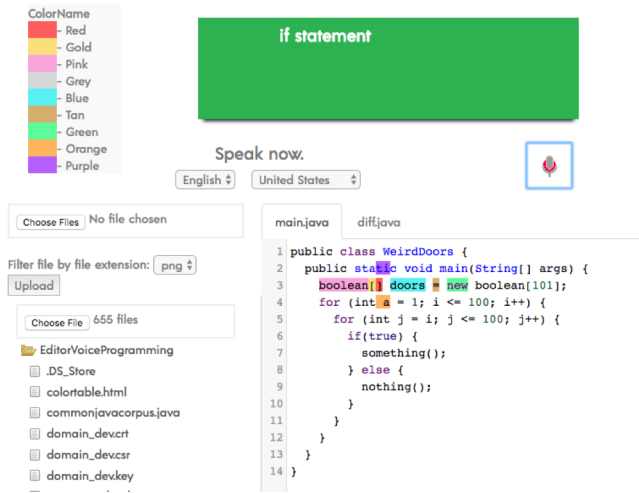 ColorName
- Red
- Gold
- Pink
- Grey
- Blue
- Tan
- Green
- Orange
- Purple
if statement
Speak now.
English
United States
Choose Files No file chosen
Filter file by file extension: png
Upload
Choose File 655 files
EditorVoiceProgramming
.DS_Store
colortable.html
commonjavacorpus.java
domain_dev.crt
domain_dev.csr
domain_dev.key
main.java diff.java
1 public class WeirdDoors {
2 public static void main(String[] args) {
3 boolean[] doors = new boolean[101];
4 for (int a = 1; i <= 100; i++) {
5 for (int j = i; j <= 100; j++) {
6 if(true) {
7 something();
8 } else {
9 nothing();
10 }
11 }
12 }
13 }
14 }